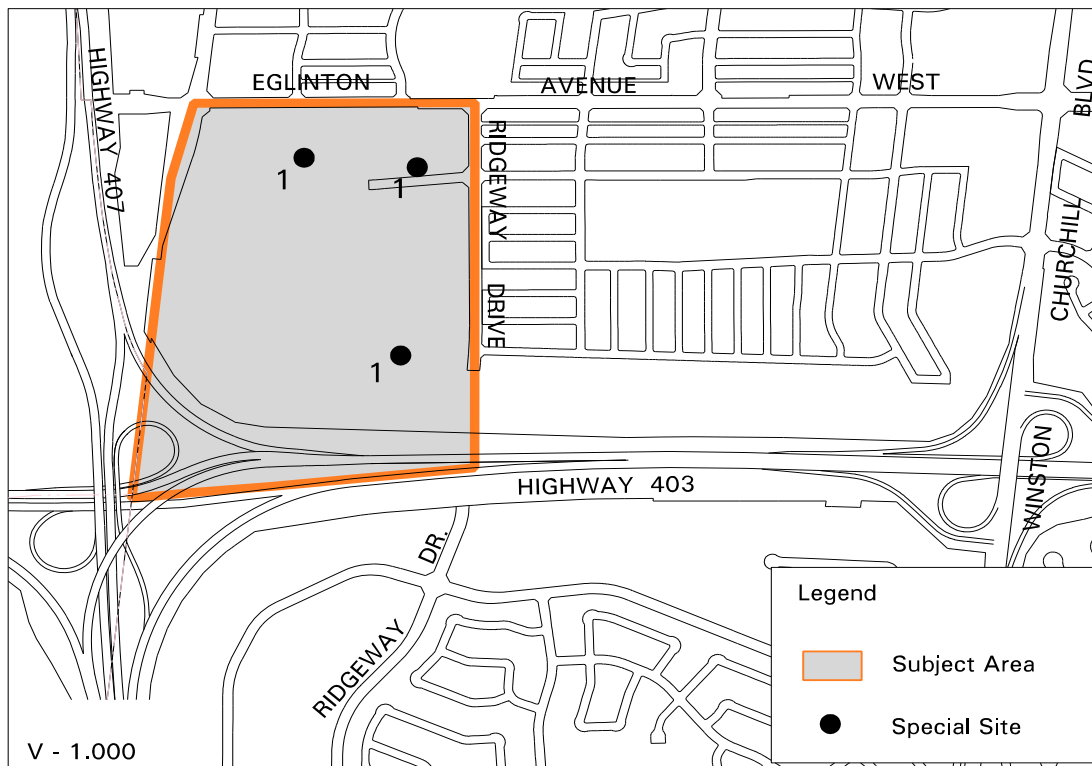 EGLINTON AVENUE WEST
HIGHWAY 407
BLVD
1
1
RIDGEWAY DRIVE
CHURCHILL
1
WINSTON
HIGHWAY 403
DR.
RIDGEWAY
Legend
Subject Area
Special Site
V - 1.000